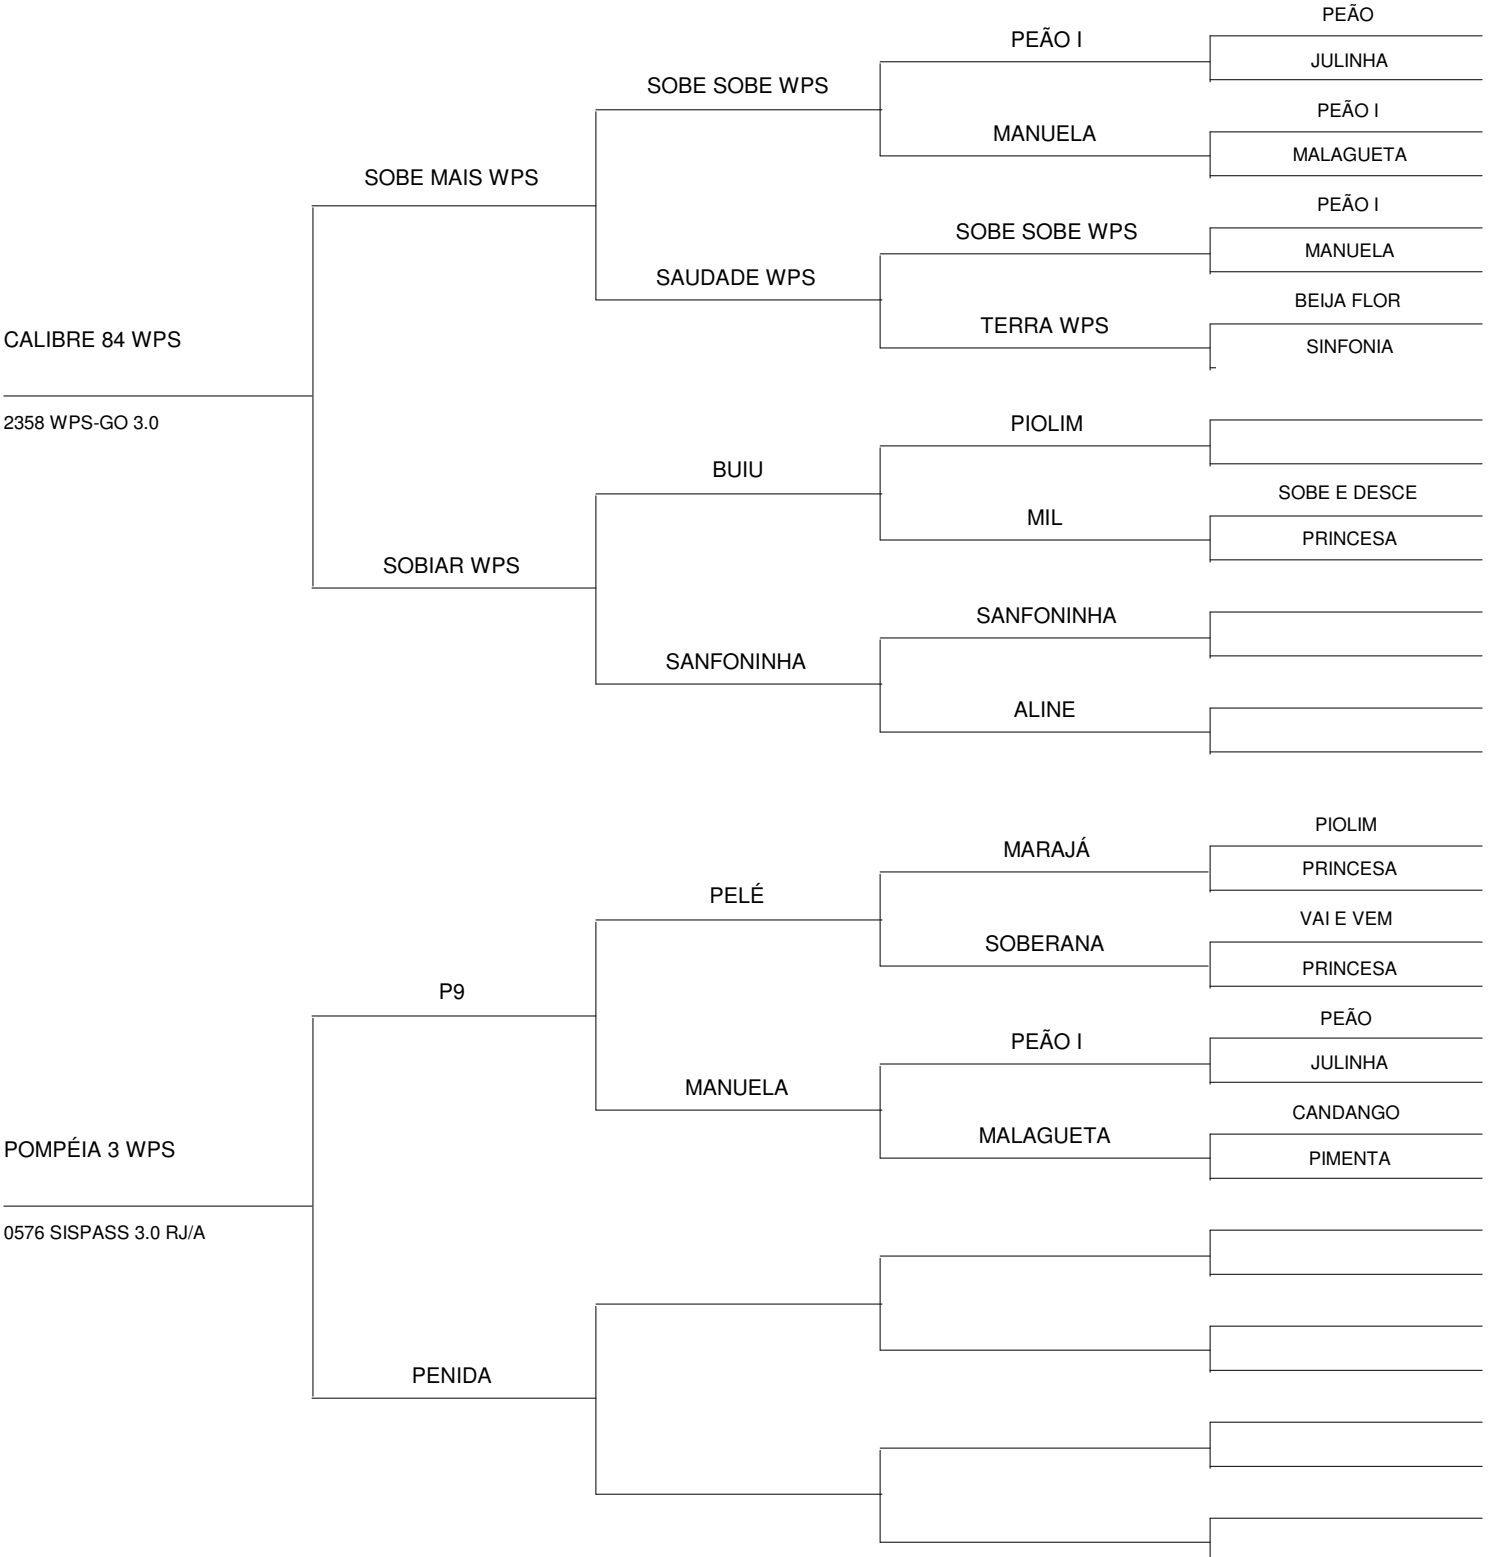 PEÃO
PEÃO I
JULINHA
SOBE SOBE WPS
PEÃO I
MANUELA
MALAGUETA
SOBE MAIS WPS
PEÃO I
SOBE SOBE WPS
MANUELA
SAUDADE WPS
BEIJA FLOR
TERRA WPS
SINFONIA
CALIBRE 84 WPS
2358 WPS-GO 3.0
PIOLIM
BUIU
SOBE E DESCE
MIL
PRINCESA
SOBIAR WPS
SANFONINHA
SANFONINHA
ALINE
PIOLIM
MARAJÁ
PRINCESA
PELÉ
VAI E VEM
SOBERANA
PRINCESA
P9
PEÃO
PEÃO I
JULINHA
MANUELA
CANDANGO
MALAGUETA
PIMENTA
POMPÉIA 3 WPS
0576 SISPASS 3.0 RJ/A
PENIDA